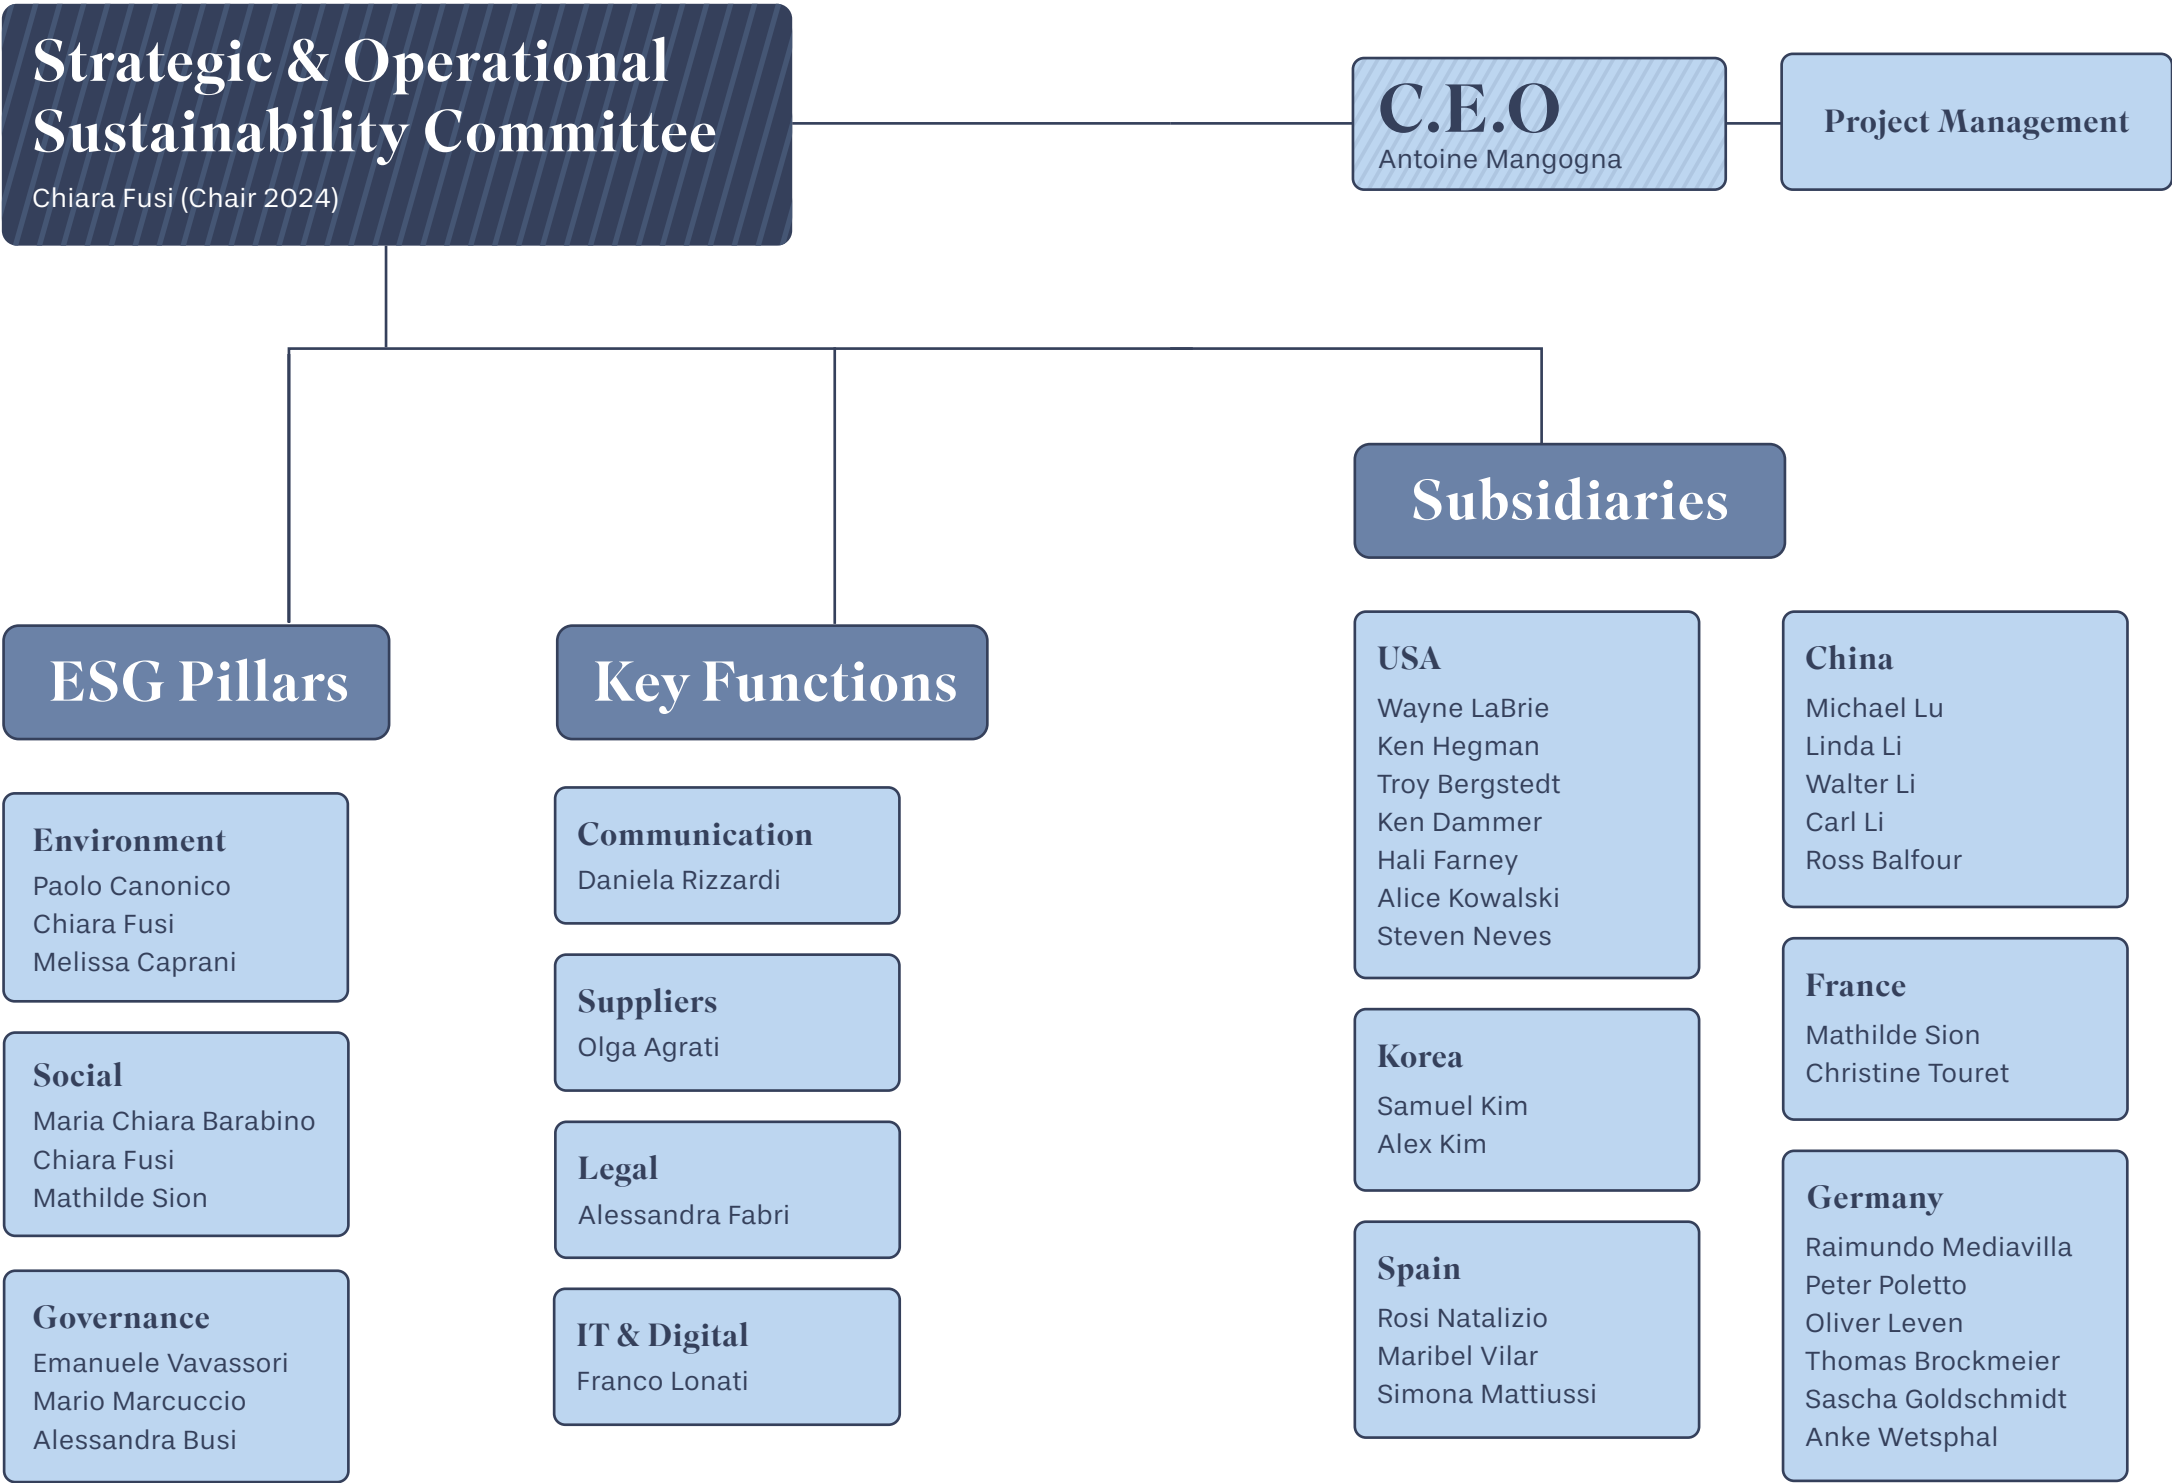 Strategic & Operational
Sustainability Committee
Chiara Fusi (Chair 2024)
C.E.O
Antoine Mangogna
Project Management
ESG Pillars
Environment
Paolo Canonico
Chiara Fusi
Melissa Caprani
Social
Maria Chiara Barabino
Chiara Fusi
Mathilde Sion
Governance
Emanuele Vavassori
Mario Marcuccio
Alessandra Busi
Key Functions
Communication
Daniela Rizzardi
Suppliers
Olga Agrati
Legal
Alessandra Fabri
IT & Digital
Franco Lonati
Subsidiaries
USA
Wayne LaBrie
Ken Hegman
Troy Bergstedt
Ken Dammer
Hali Farney
Alice Kowalski
Steven Neves
Korea
Samuel Kim
Alex Kim
Spain
Rosi Natalizio
Maribel Vilar
Simona Mattiussi
China
Michael Lu
Linda Li
Walter Li
Carl Li
Ross Balfour
France
Mathilde Sion
Christine Touret
Germany
Raimundo Mediavilla
Peter Poletto
Oliver Leven
Thomas Brockmeier
Sascha Goldschmidt
Anke Wetsphal